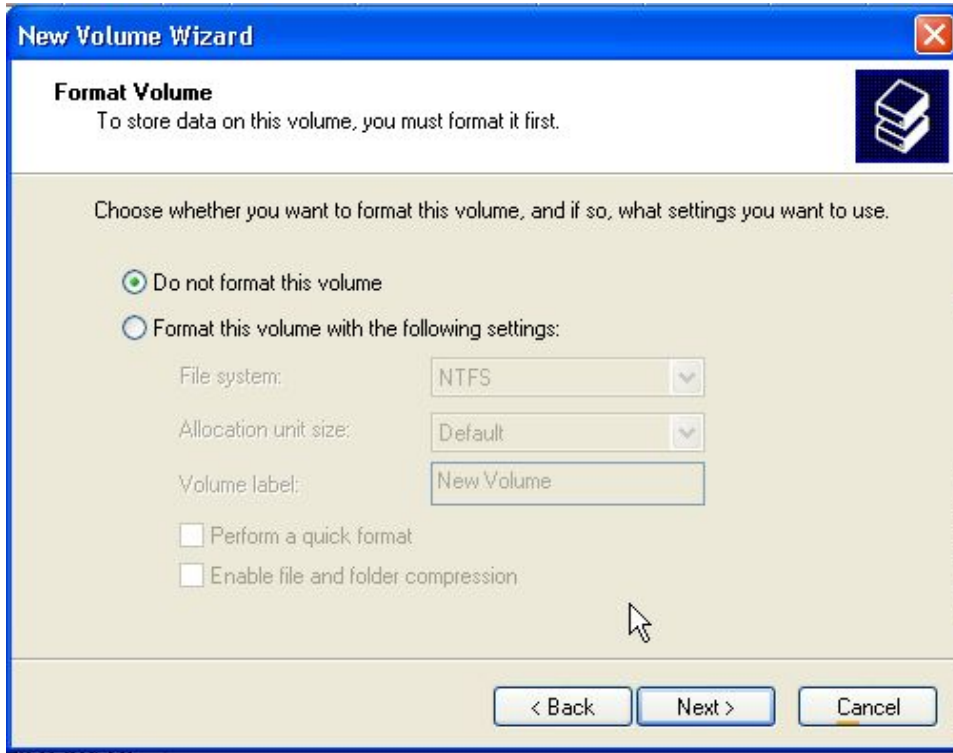 New Volume Wizard
Format Volume
To store data on this volume, you must format it first.
Choose whether you want to format this volume, and if so, what settings you want to use.
Do not format this volume
Format this volume with the following settings:
File system: NTFS
Allocation unit size: Default
Volume label: New Volume
Perform a quick format
Enable file and folder compression
< Back Next > Cancel